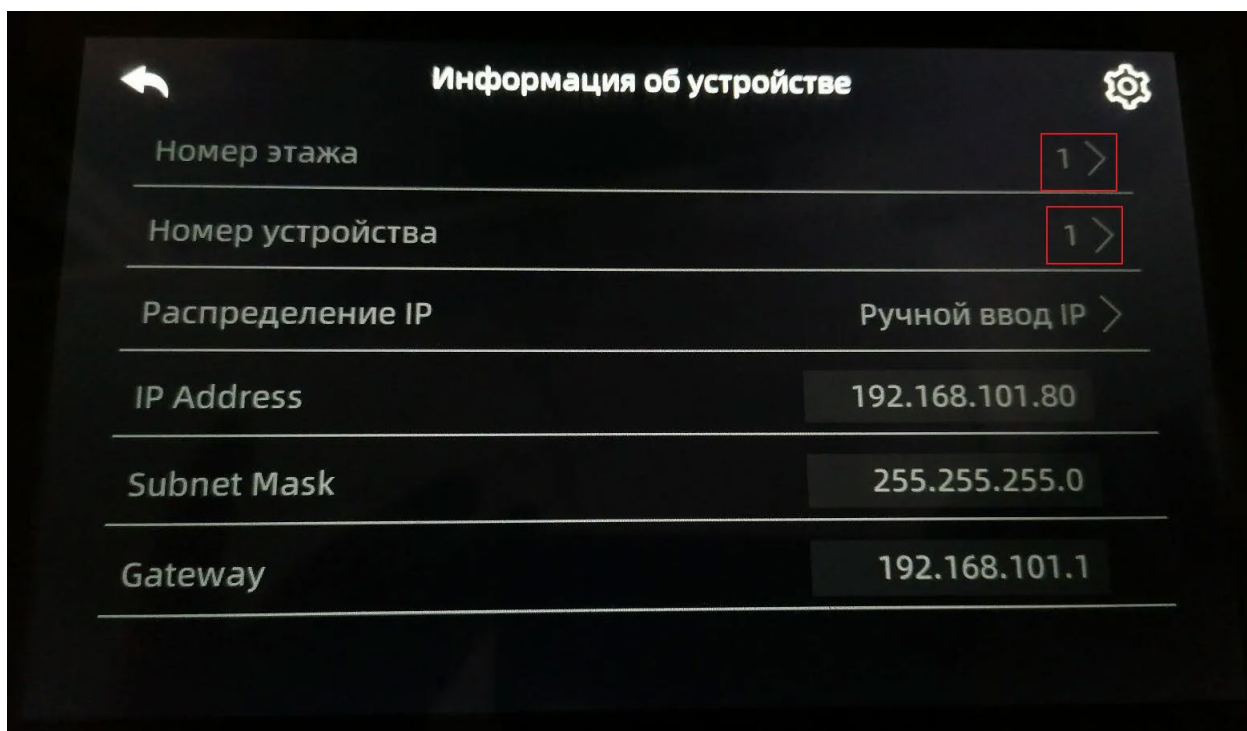 Информация об устройстве
Номер этажа 1
Номер устройства 1
Распределение IP Ручной ввод IP
IP Address 192.168.101.80
Subnet Mask 255.255.255.0
Gateway 192.168.101.1